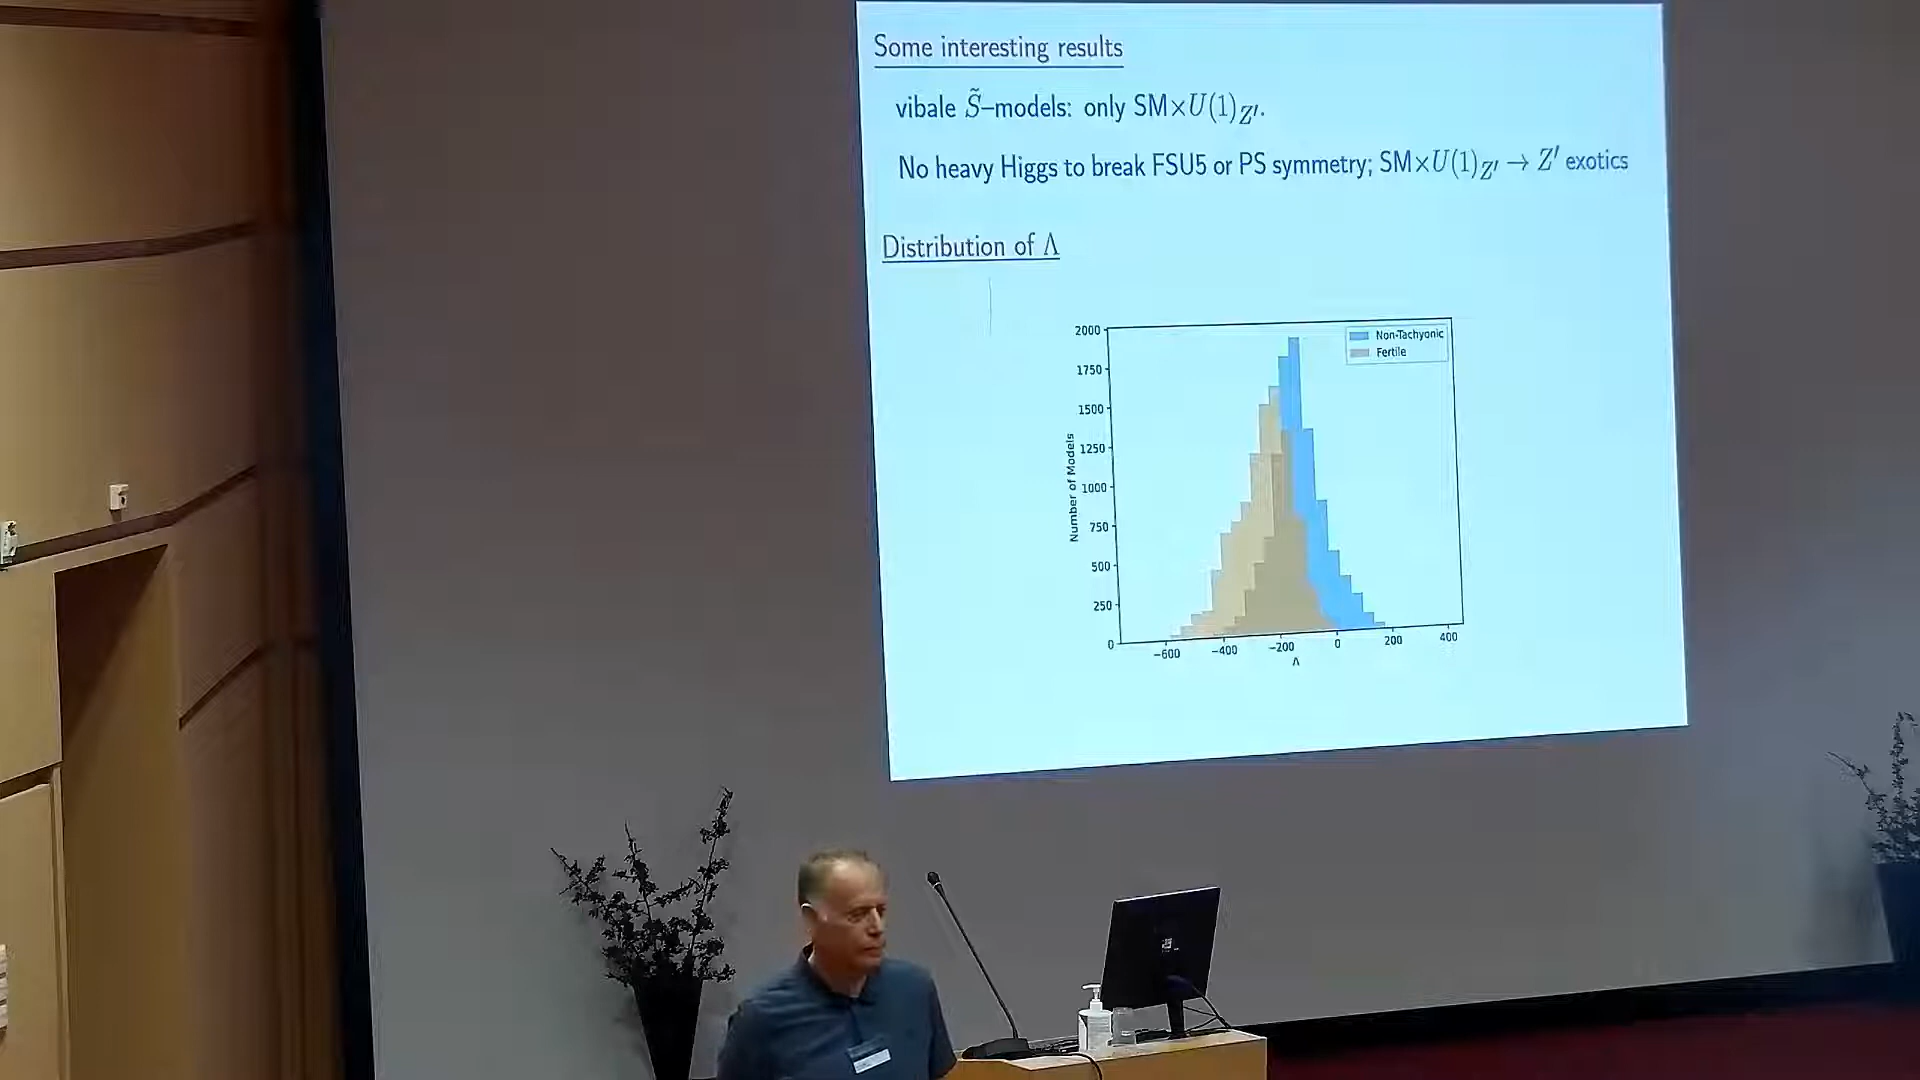 Some interesting results
vibale S̃–models: only SM×U(1)_Z′.
No heavy Higgs to break FSU5 or PS symmetry; SM×U(1)_Z′ → Z′ exotics
Distribution of Λ
2000
1750
1500
1250
1000
750
500
250
0
Number of Models
Non-Tachyonic
Fertile
−600 −400 −200 0 200 400
Λ